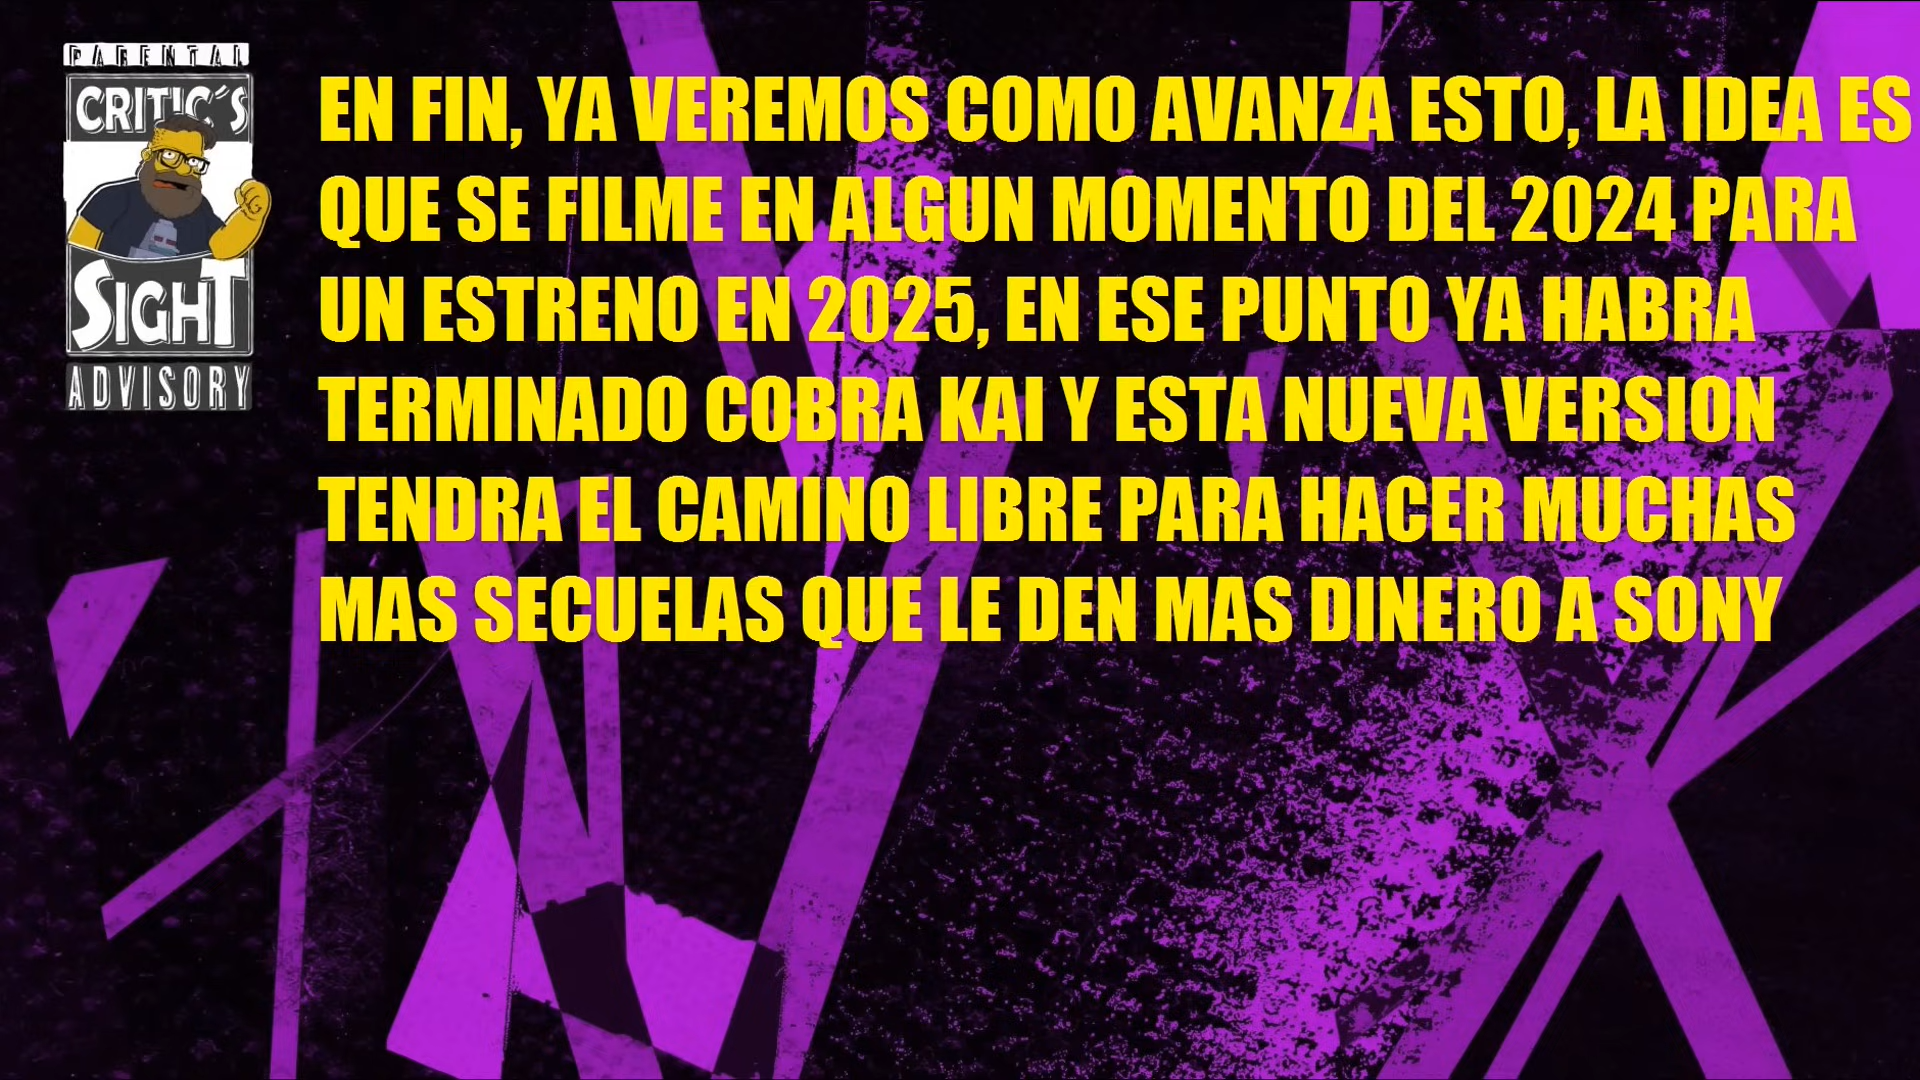 PARENTAL
CRITIC´S
SIGHT
ADVISORY
EN FIN, YA VEREMOS COMO AVANZA ESTO, LA IDEA ES
QUE SE FILME EN ALGUN MOMENTO DEL 2024 PARA
UN ESTRENO EN 2025, EN ESE PUNTO YA HABRA
TERMINADO COBRA KAI Y ESTA NUEVA VERSION
TENDRA EL CAMINO LIBRE PARA HACER MUCHAS
MAS SECUELAS QUE LE DEN MAS DINERO A SONY